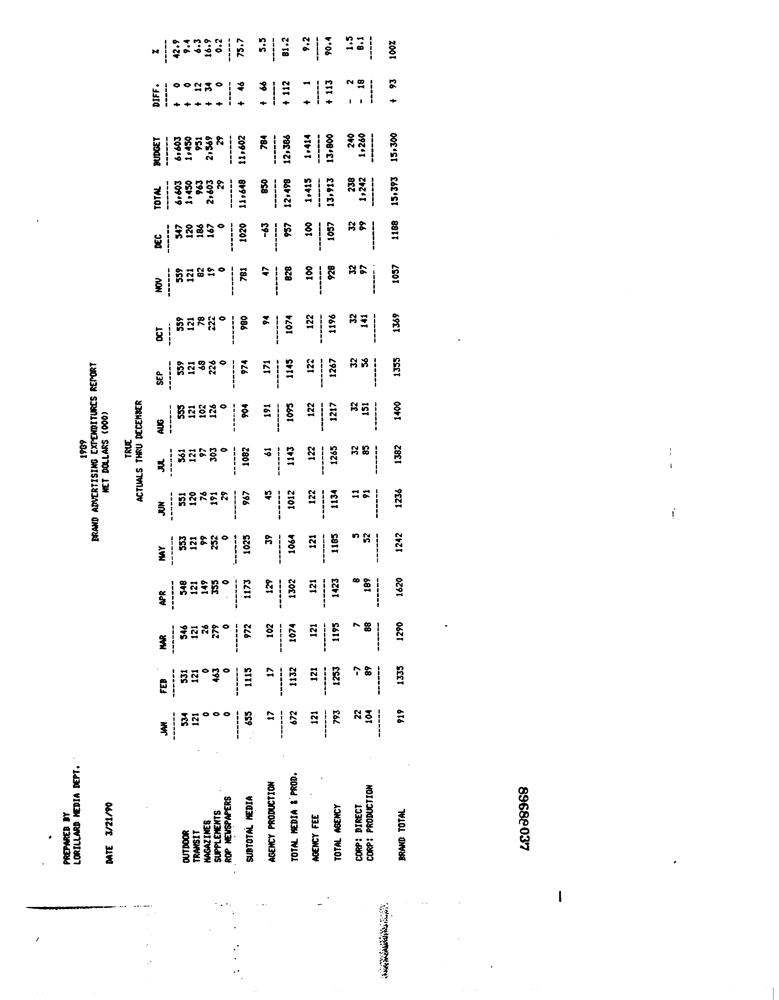 PREPARED BY
LORILLARD MEDIA DEPT.
DATE 3/21/90
1989
BRAND ADVERTISING EXPENDITURES REPORT
NET DOLLARS (000)
TRUE
ACTUALS THRU DECEMBER
JAN FEB MAR APR MAY JUN JUL AUG SEP OCT NOV DEC TOTAL BUDGET DIFF. %
OUTDOOR 534 531 546 548 553 551 561 555 559 559 559 547 6,603 6,603 + 0 42.9
TRANSIT 121 121 121 121 121 120 121 121 121 121 121 120 1,450 1,450 + 0 9.4
MAGAZINES 0 0 26 149 99 76 97 102 68 78 82 186 963 951 + 12 6.3
SUPPLEMENTS 0 463 279 355 252 191 303 126 226 222 19 167 2,603 2,569 + 34 16.9
ROP NEWSPAPERS 0 0 0 0 0 29 0 0 0 0 0 0 29 29 + 0 0.2
SUBTOTAL MEDIA 655 1115 972 1173 1025 967 1082 904 974 980 781 1020 11,648 11,602 + 46 75.7
AGENCY PRODUCTION 17 17 102 129 39 45 61 191 171 94 47 -63 850 784 + 66 5.5
TOTAL MEDIA & PROD. 672 1132 1074 1302 1064 1012 1143 1095 1145 1074 828 957 12,498 12,386 + 112 81.2
AGENCY FEE 121 121 121 121 121 122 122 122 122 122 100 100 1,415 1,414 + 1 9.2
TOTAL AGENCY 793 1253 1195 1423 1185 1134 1265 1217 1267 1196 928 1057 13,913 13,800 + 113 90.4
CORP: DIRECT 22 -7 7 8 5 11 32 32 32 32 32 32 238 240 - 2 1.5
CORP: PRODUCTION 104 89 88 189 52 91 85 151 56 141 97 99 1,242 1,260 - 18 8.1
BRAND TOTAL 919 1335 1290 1620 1242 1236 1382 1400 1355 1369 1057 1188 15,393 15,300 + 93 100%